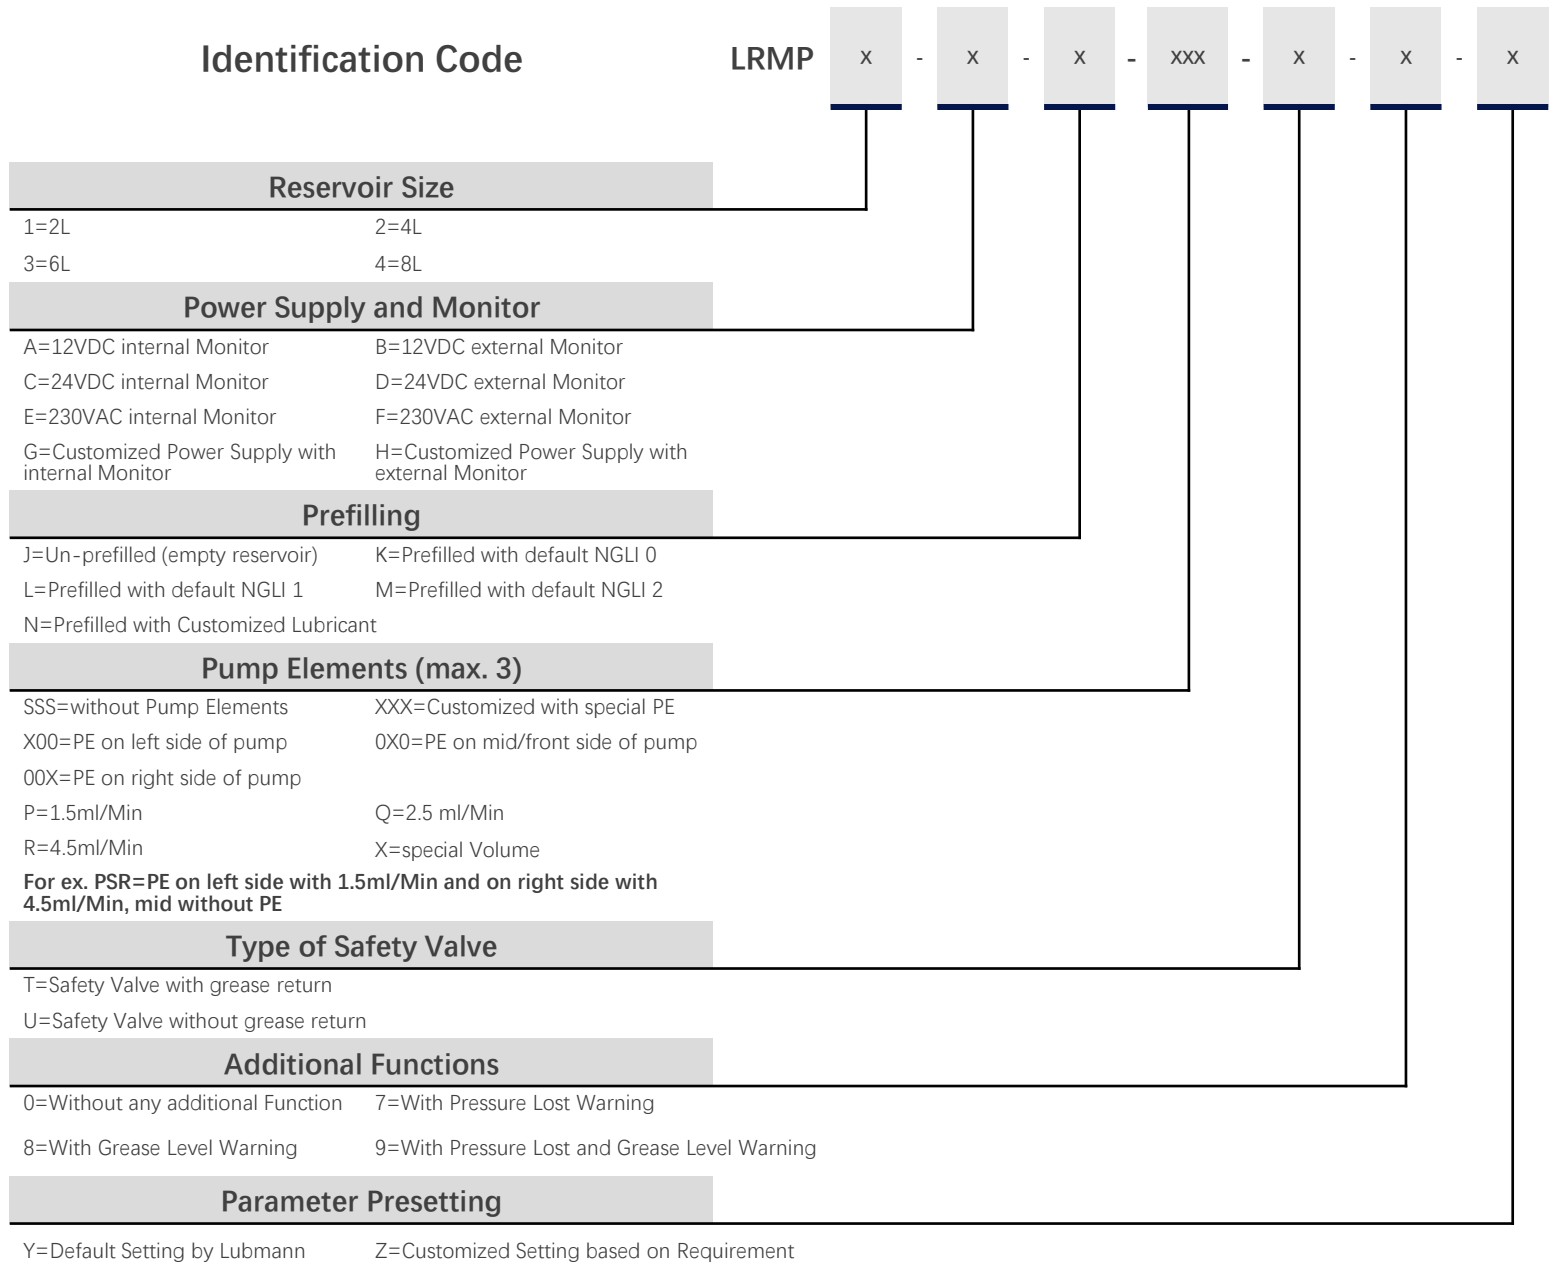 Identification Code LRMP x - x - x - xxx - x - x - x
Reservoir Size
1=2L 2=4L
3=6L 4=8L
Power Supply and Monitor
A=12VDC internal Monitor B=12VDC external Monitor
C=24VDC internal Monitor D=24VDC external Monitor
E=230VAC internal Monitor F=230VAC external Monitor
G=Customized Power Supply with H=Customized Power Supply with
internal Monitor external Monitor
Prefilling
J=Un-prefilled (empty reservoir) K=Prefilled with default NGLI 0
L=Prefilled with default NGLI 1 M=Prefilled with default NGLI 2
N=Prefilled with Customized Lubricant
Pump Elements (max. 3)
SSS=without Pump Elements XXX=Customized with special PE
X00=PE on left side of pump 0X0=PE on mid/front side of pump
00X=PE on right side of pump
P=1.5ml/Min Q=2.5 ml/Min
R=4.5ml/Min X=special Volume
For ex. PSR=PE on left side with 1.5ml/Min and on right side with
4.5ml/Min, mid without PE
Type of Safety Valve
T=Safety Valve with grease return
U=Safety Valve without grease return
Additional Functions
0=Without any additional Function 7=With Pressure Lost Warning
8=With Grease Level Warning 9=With Pressure Lost and Grease Level Warning
Parameter Presetting
Y=Default Setting by Lubmann Z=Customized Setting based on Requirement